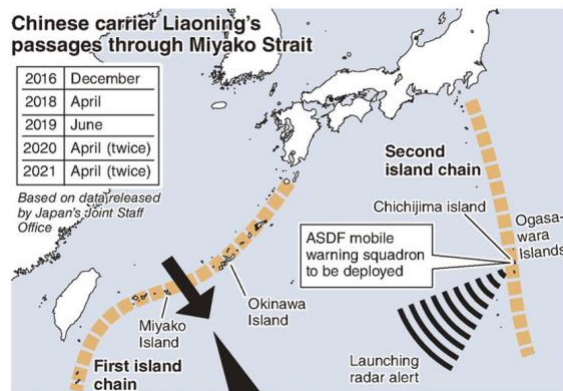 Chinese carrier Liaoning's
passages through Miyako Strait
2016 December
2018 April
2019 June
2020 April (twice)
2021 April (twice)
Based on data released
by Japan's Joint Staff
Office
Second
island chain
Chichijima island
Ogasa-
wara
Islands
ASDF mobile
warning squadron
to be deployed
Okinawa
Island
Miyako
Island
First island
chain
Launching
radar alert